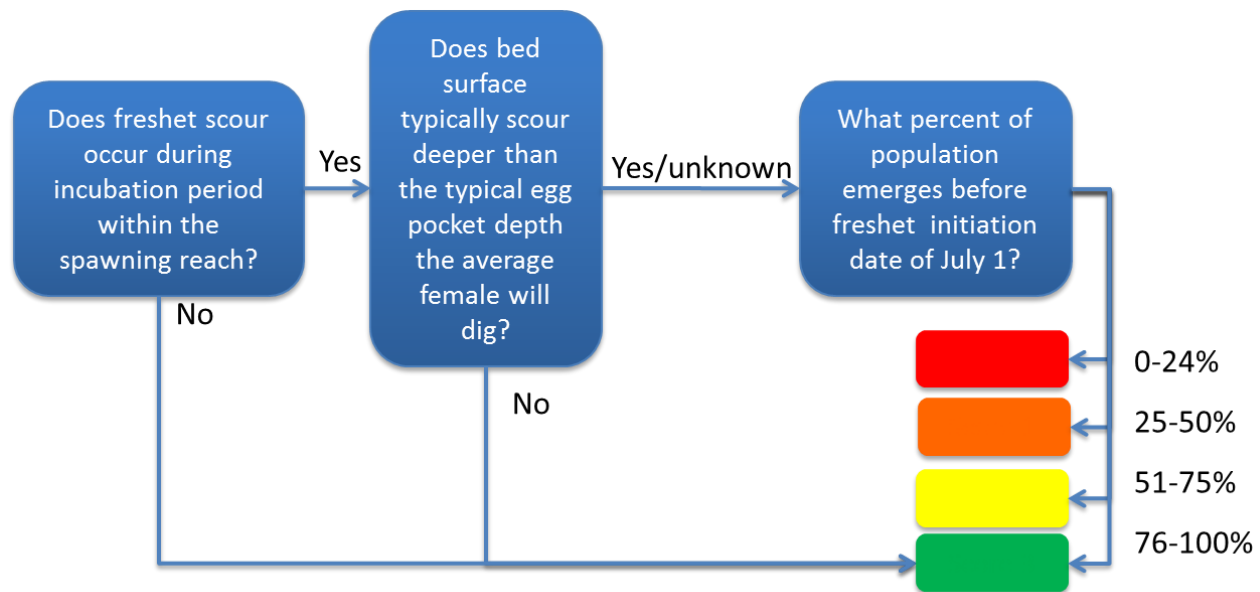 Does freshet scour
occur during
incubation period
within the
spawning reach?
Yes
No
Does bed
surface
typically scour
deeper than
the typical egg
pocket depth
the average
female will
dig?
Yes/unknown
No
What percent of
population
emerges before
freshet initiation
date of July 1?
0-24%
25-50%
51-75%
76-100%